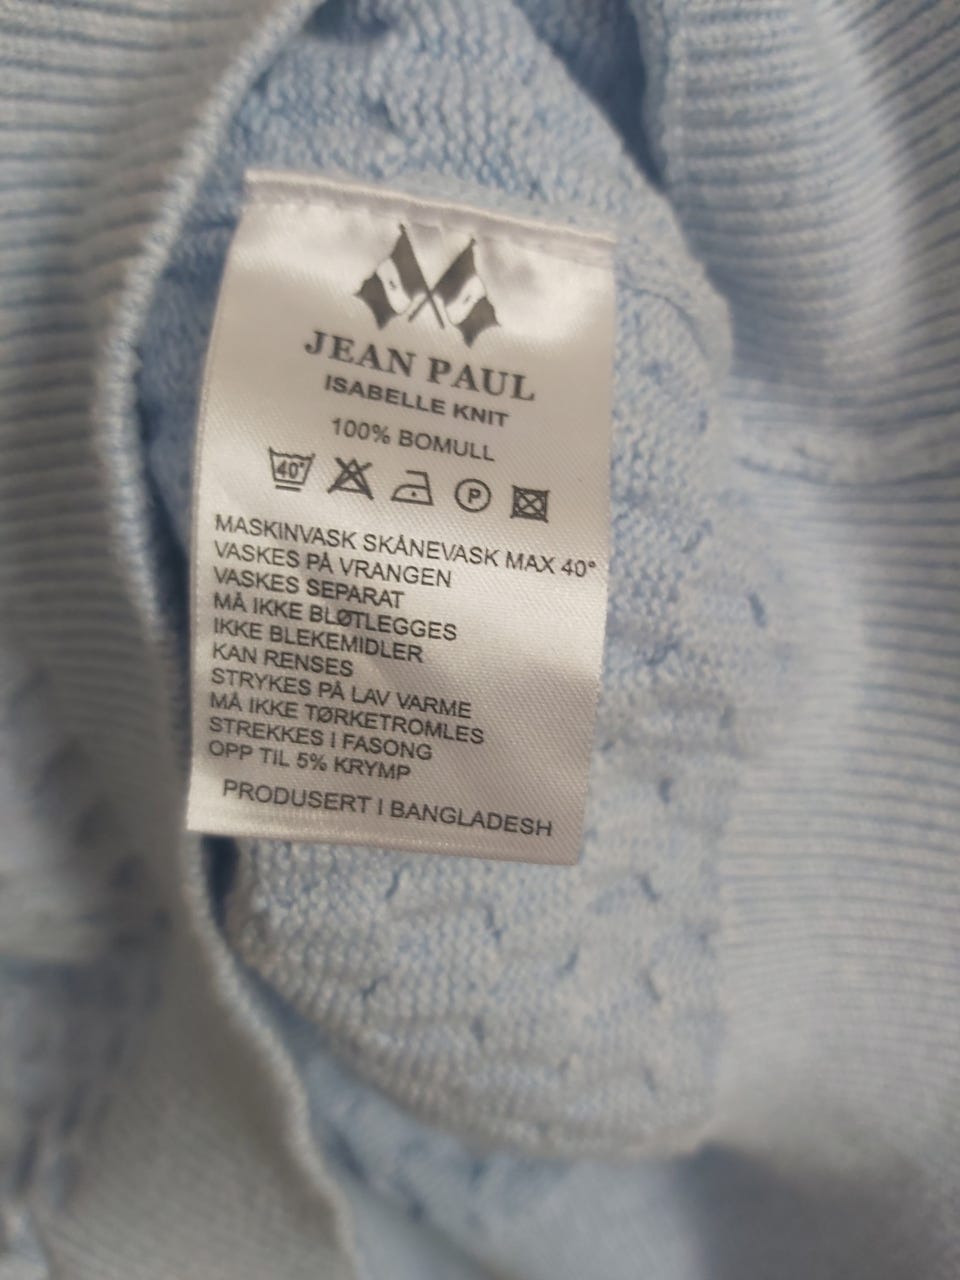 JEAN PAUL
ISABELLE KNIT
100% BOMULL
40° P
MASKINVASK SKÅNEVASK MAX 40°
VASKES PÅ VRANGEN
VASKES SEPARAT
MÅ IKKE BLØTLEGGES
IKKE BLEKEMIDLER
KAN RENSES
STRYKES PÅ LAV VARME
MÅ IKKE TØRKETROMLES
STREKKES I FASONG
OPP TIL 5% KRYMP
PRODUSERT I BANGLADESH